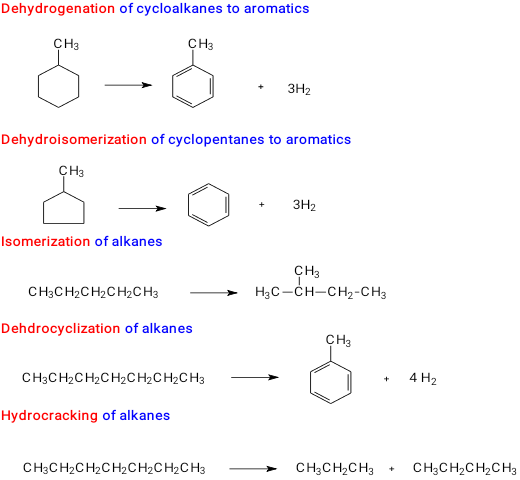 Dehydrogenation of cycloalkanes to aromatics
CH₃ CH₃
+ 3H₂
Dehydroisomerization of cyclopentanes to aromatics
CH₃
+ 3H₂
Isomerization of alkanes
CH₃
CH₃CH₂CH₂CH₂CH₃ H₃C—CH—CH₂-CH₃
Dehdrocyclization of alkanes
CH₃
CH₃CH₂CH₂CH₂CH₂CH₂CH₃ + 4 H₂
Hydrocracking of alkanes
CH₃CH₂CH₂CH₂CH₂CH₂CH₃ CH₃CH₂CH₃ + CH₃CH₂CH₂CH₃